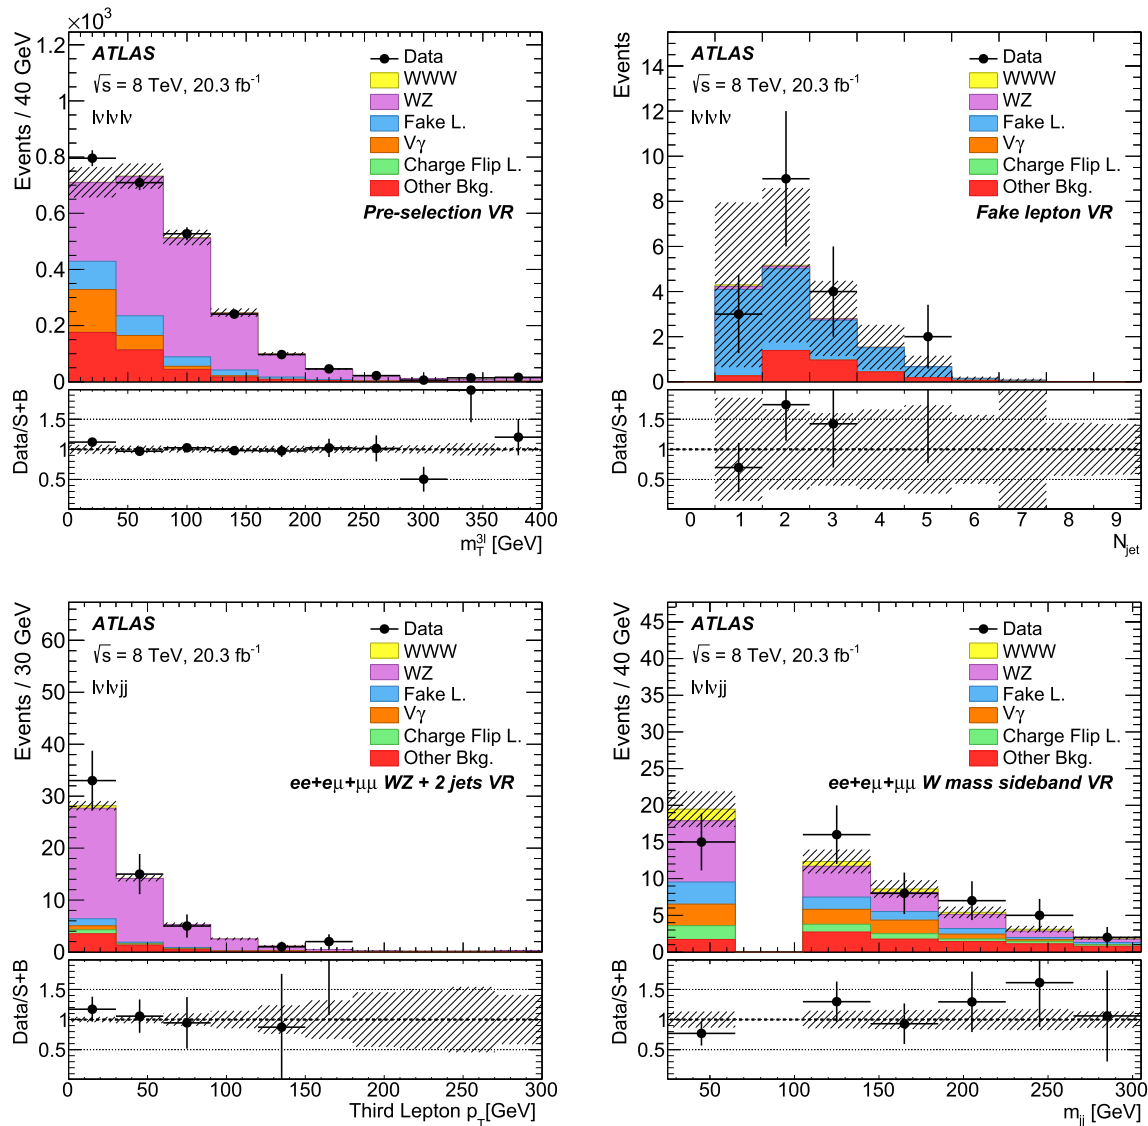 ×10³
Events / 40 GeV
1.2
1
0.8
0.6
0.4
0.2
0
ATLAS
√s = 8 TeV, 20.3 fb⁻¹
lνlνlν
Data
WWW
WZ
Fake L.
Vγ
Charge Flip L.
Other Bkg.
Pre-selection VR
Data/S+B
1.5
1
0.5
0 50 100 150 200 250 300 350 400
m_T^3l [GeV]
Events
14
12
10
8
6
4
2
0
ATLAS
√s = 8 TeV, 20.3 fb⁻¹
lνlνlν
Data
WWW
WZ
Fake L.
Vγ
Charge Flip L.
Other Bkg.
Fake lepton VR
Data/S+B
1.5
1
0.5
0 1 2 3 4 5 6 7 8 9
N_jet
Events / 30 GeV
60
50
40
30
20
10
0
ATLAS
√s = 8 TeV, 20.3 fb⁻¹
lνlνjj
Data
WWW
WZ
Fake L.
Vγ
Charge Flip L.
Other Bkg.
ee+eμ+μμ WZ + 2 jets VR
Data/S+B
1.5
1
0.5
0 50 100 150 200 250 300
Third Lepton p_T[GeV]
Events / 40 GeV
45
40
35
30
25
20
15
10
5
0
ATLAS
√s = 8 TeV, 20.3 fb⁻¹
lνlνjj
Data
WWW
WZ
Fake L.
Vγ
Charge Flip L.
Other Bkg.
ee+eμ+μμ W mass sideband VR
Data/S+B
1.5
1
0.5
50 100 150 200 250 300
m_jj [GeV]